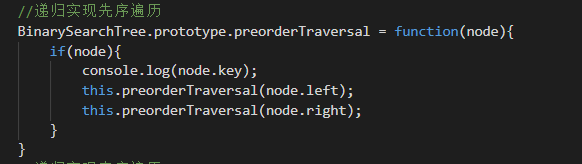 //递归实现先序遍历
BinarySearchTree.prototype.preorderTraversal = function(node){
    if(node){
        console.log(node.key);
        this.preorderTraversal(node.left);
        this.preorderTraversal(node.right);
    }
}